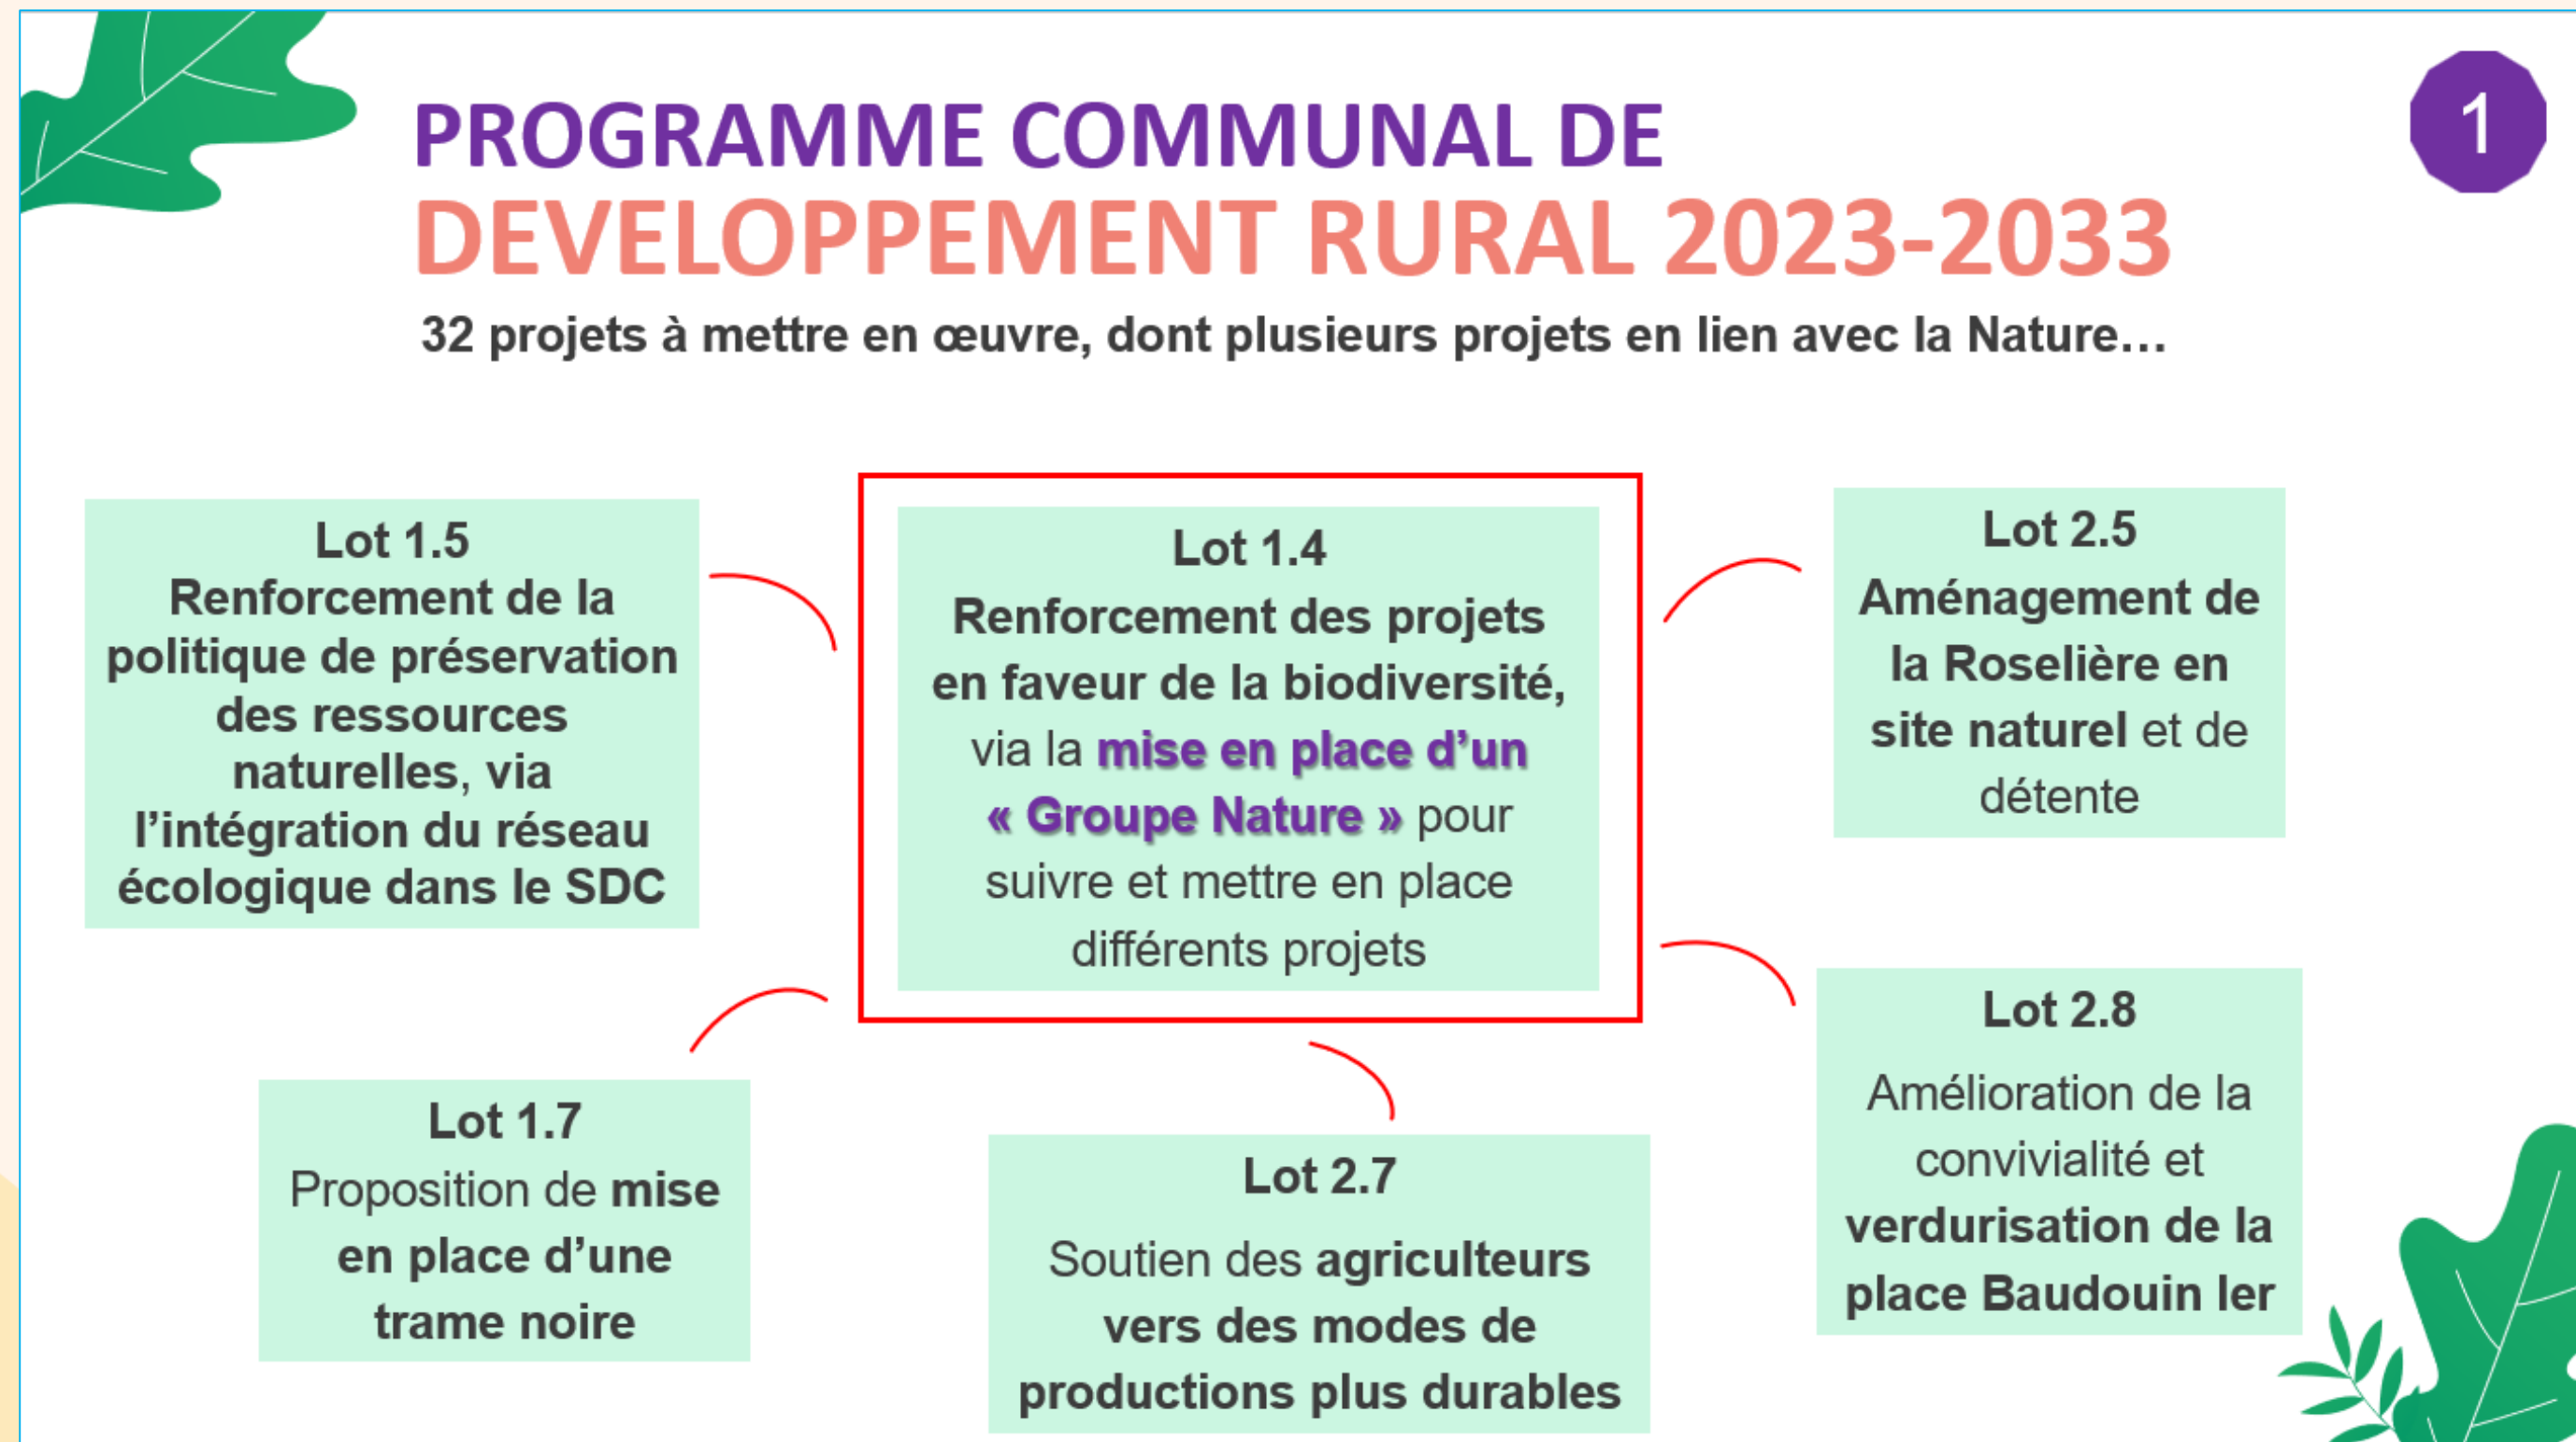 PROGRAMME COMMUNAL DE
DEVELOPPEMENT RURAL 2023-2033
1
32 projets à mettre en œuvre, dont plusieurs projets en lien avec la Nature…
Lot 1.5
Renforcement de la
politique de préservation
des ressources
naturelles, via
l’intégration du réseau
écologique dans le SDC
Lot 1.4
Renforcement des projets
en faveur de la biodiversité,
via la mise en place d’un
« Groupe Nature » pour
suivre et mettre en place
différents projets
Lot 2.5
Aménagement de
la Roselière en
site naturel et de
détente
Lot 1.7
Proposition de mise
en place d’une
trame noire
Lot 2.7
Soutien des agriculteurs
vers des modes de
productions plus durables
Lot 2.8
Amélioration de la
convivialité et
verdurisation de la
place Baudouin Ier